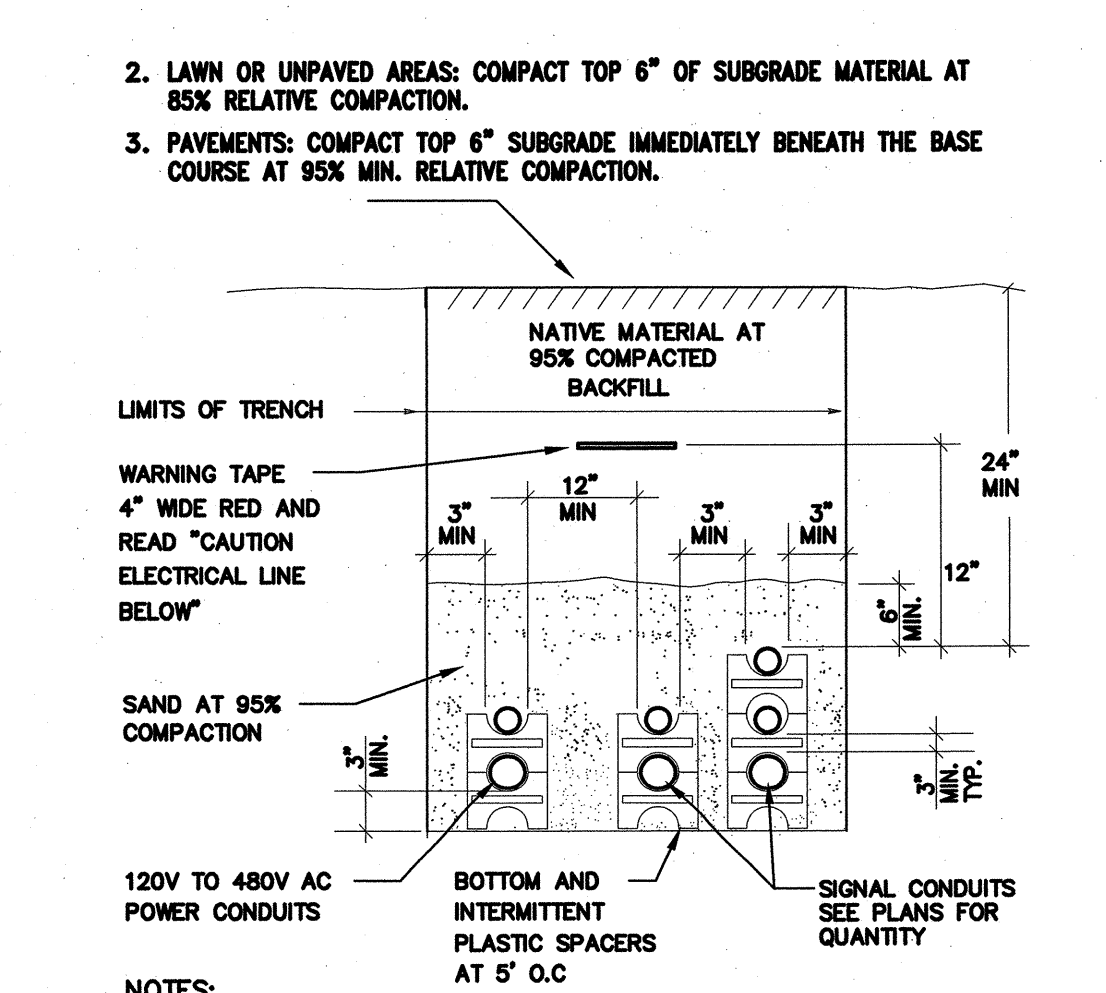 2. LAWN OR UNPAVED AREAS: COMPACT TOP 6" OF SUBGRADE MATERIAL AT
85% RELATIVE COMPACTION.
3. PAVEMENTS: COMPACT TOP 6" SUBGRADE IMMEDIATELY BENEATH THE BASE
COURSE AT 95% MIN. RELATIVE COMPACTION.
NATIVE MATERIAL AT
95% COMPACTED
BACKFILL
LIMITS OF TRENCH
WARNING TAPE
4" WIDE RED AND
READ "CAUTION
ELECTRICAL LINE
BELOW"
24"
MIN
12"
MIN
3"
MIN
3"
MIN
3"
MIN
12"
6"
MIN.
SAND AT 95%
COMPACTION
3"
MIN.
3"
MIN.
TYP.
120V TO 480V AC
POWER CONDUITS
BOTTOM AND
INTERMITTENT
PLASTIC SPACERS
AT 5' O.C
SIGNAL CONDUITS
SEE PLANS FOR
QUANTITY
NOTES: